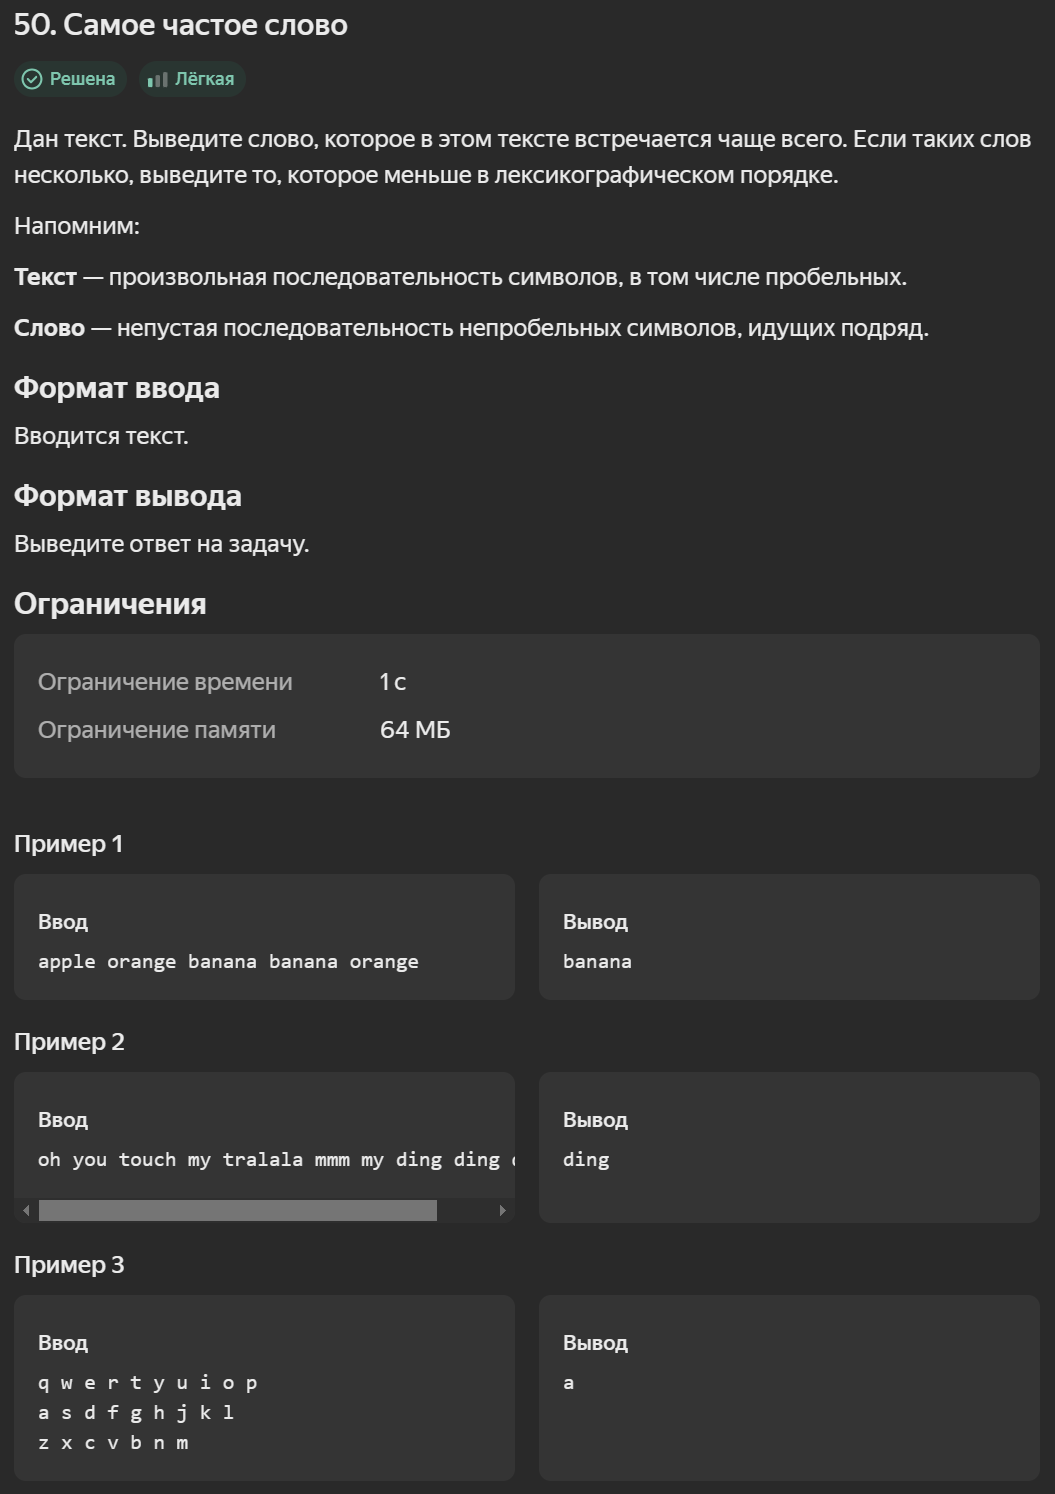 50. Самое частое слово
Решена Лёгкая
Дан текст. Выведите слово, которое в этом тексте встречается чаще всего. Если таких слов
несколько, выведите то, которое меньше в лексикографическом порядке.
Напомним:
Текст — произвольная последовательность символов, в том числе пробельных.
Слово — непустая последовательность непробельных символов, идущих подряд.
Формат ввода
Вводится текст.
Формат вывода
Выведите ответ на задачу.
Ограничения
Ограничение времени 1 с
Ограничение памяти 64 МБ
Пример 1
Ввод Вывод
apple orange banana banana orange banana
Пример 2
Ввод Вывод
oh you touch my tralala mmm my ding ding ding
Пример 3
Ввод Вывод
q w e r t y u i o p a
a s d f g h j k l
z x c v b n m